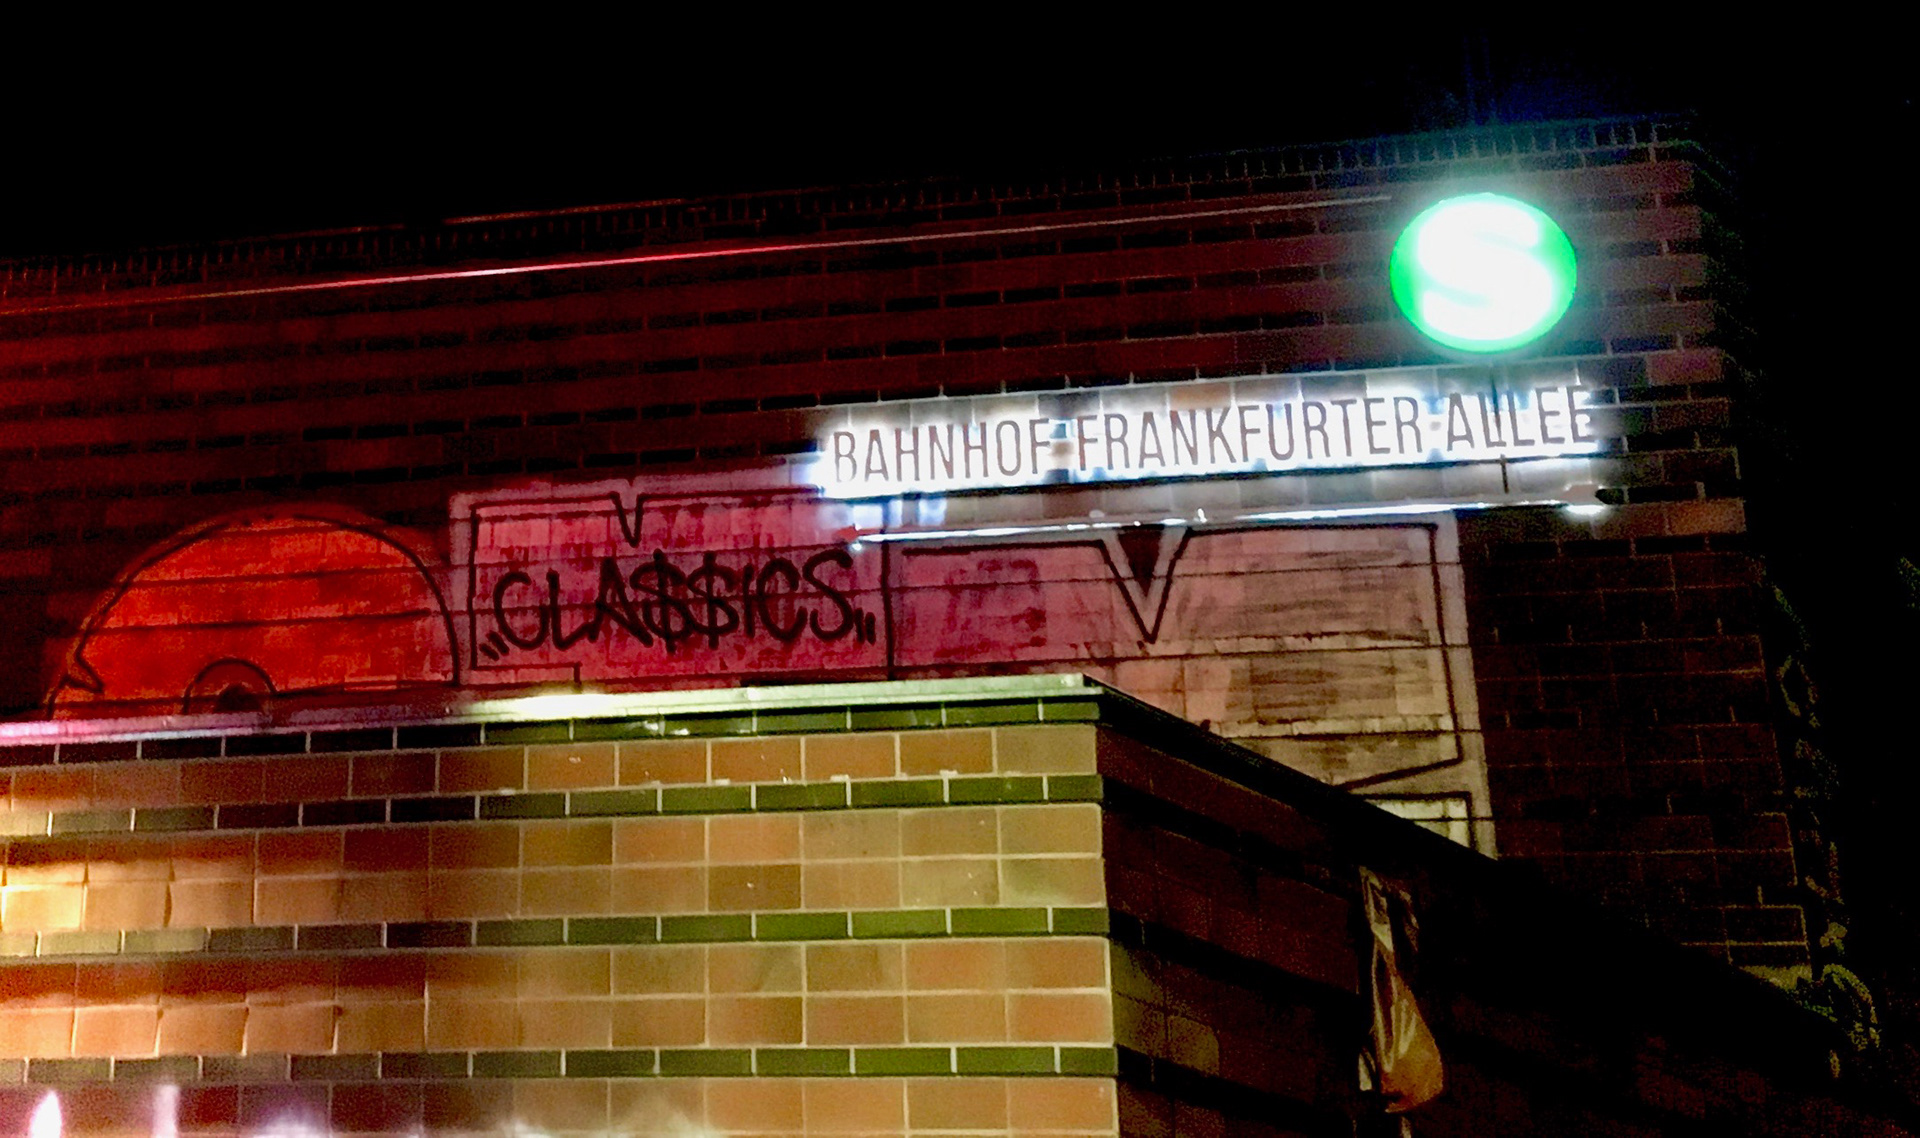 S
BAHNHOF FRANKFURTER ALLEE
„CLA$$ICS"